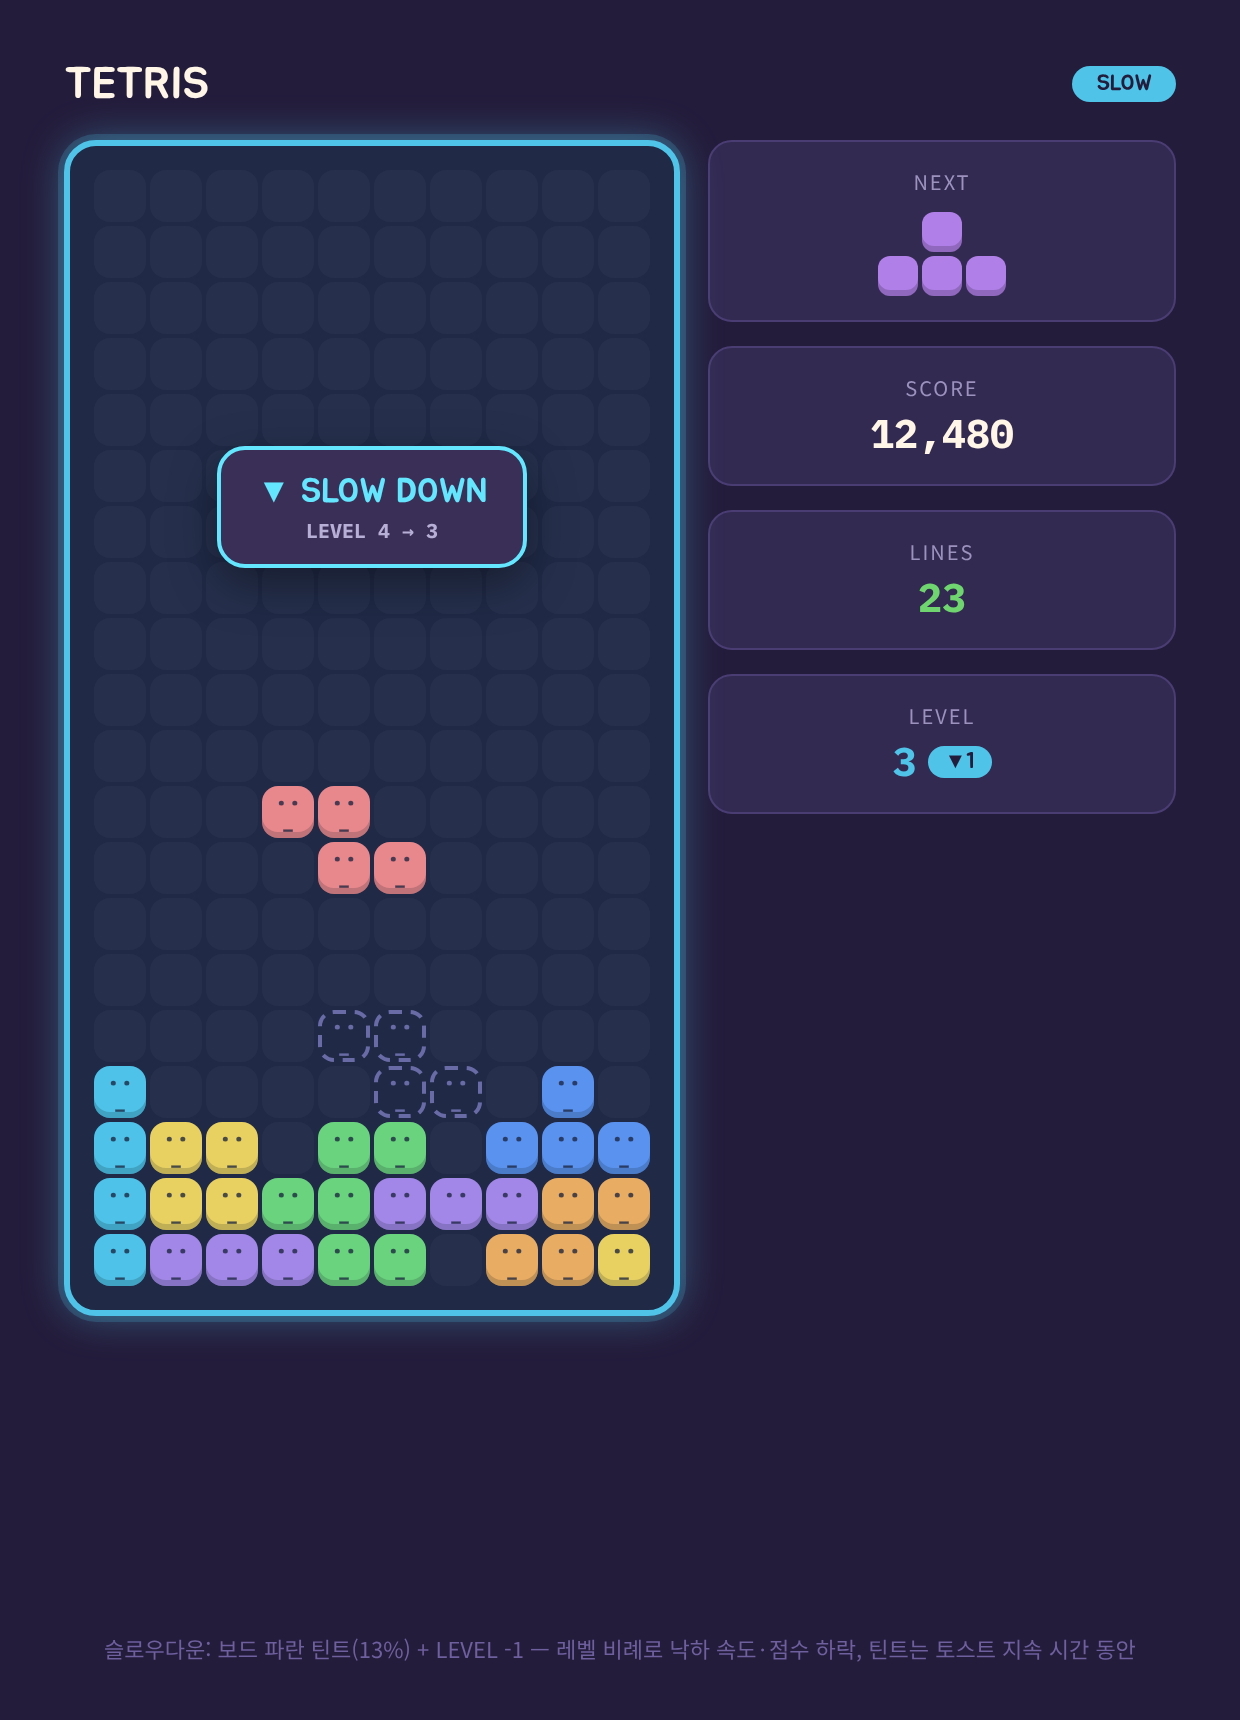 TETRIS
SLOW
NEXT
SCORE
12,480
▼ SLOW DOWN
LEVEL 4 → 3
LINES
23
LEVEL
3 ▼1
슬로우다운: 보드 파란 틴트(13%) + LEVEL -1 — 레벨 비례로 낙하 속도·점수 하락, 틴트는 토스트 지속 시간 동안